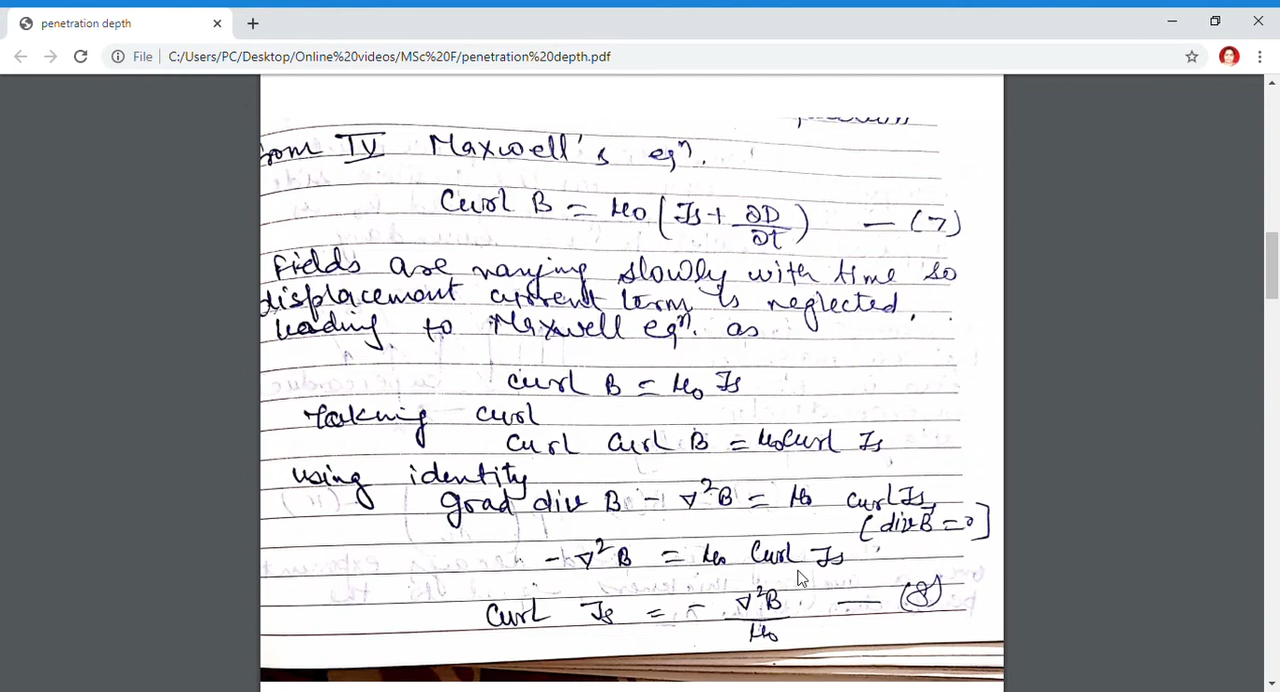 penetration depth
File C:/Users/PC/Desktop/Online%20videos/MSc%20F/penetration%20depth.pdf
from IV Maxwell's eqⁿ.
Curl B = μ₀(Js + ∂D/∂t) — (7)
Fields are varying slowly with time so
displacement current term is neglected.
leading to Maxwell eqⁿ. as
curl B = μ₀ Js
Taking curl
curl curl B = μ₀ curl Js
using identity
grad div B - ∇²B = μ₀ curl Js
[div B = 0]
-∇²B = μ₀ Curl Js
Curl Js = - ∇²B/μ₀ — (8)